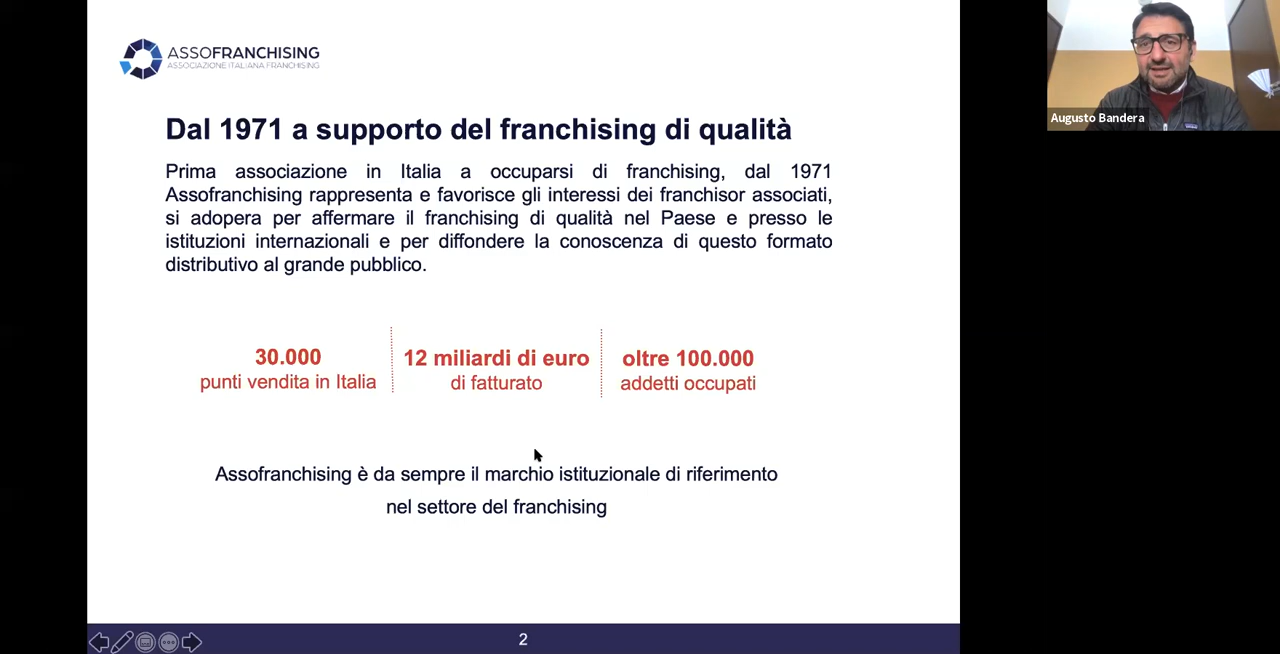 ASSOFRANCHISING
ASSOCIAZIONE ITALIANA FRANCHISING
Augusto Bandera
Dal 1971 a supporto del franchising di qualità
Prima associazione in Italia a occuparsi di franchising, dal 1971
Assofranchising rappresenta e favorisce gli interessi dei franchisor associati,
si adopera per affermare il franchising di qualità nel Paese e presso le
istituzioni internazionali e per diffondere la conoscenza di questo formato
distributivo al grande pubblico.
30.000
punti vendita in Italia
12 miliardi di euro
di fatturato
oltre 100.000
addetti occupati
Assofranchising è da sempre il marchio istituzionale di riferimento
nel settore del franchising
2